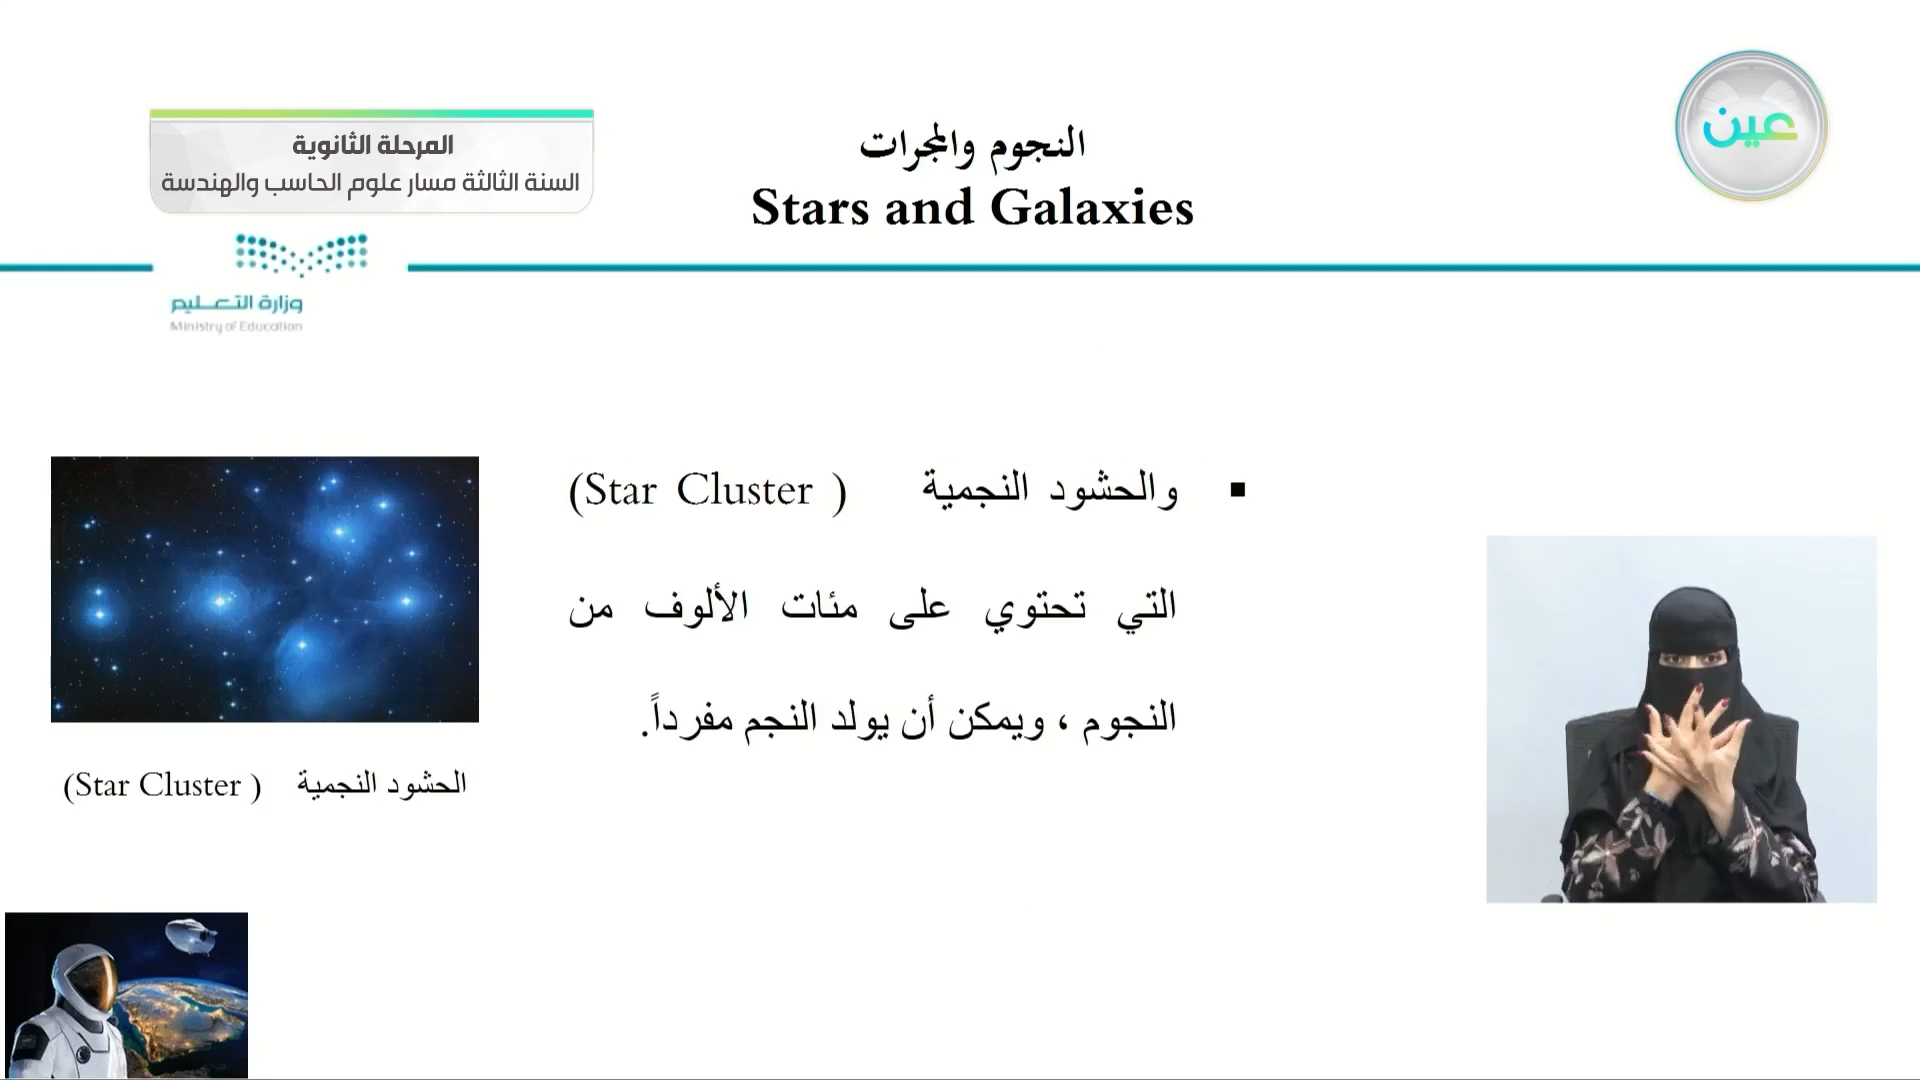 عين
المرحلة الثانوية
السنة الثالثة مسار علوم الحاسب والهندسة
النجوم والمجرات
Stars and Galaxies
وزارة التعـــليم
Ministry of Education
▪ والحشود النجمية (Star Cluster )
التي تحتوي على مئات الألوف من
النجوم ، ويمكن أن يولد النجم مفرداً.
الحشود النجمية (Star Cluster )